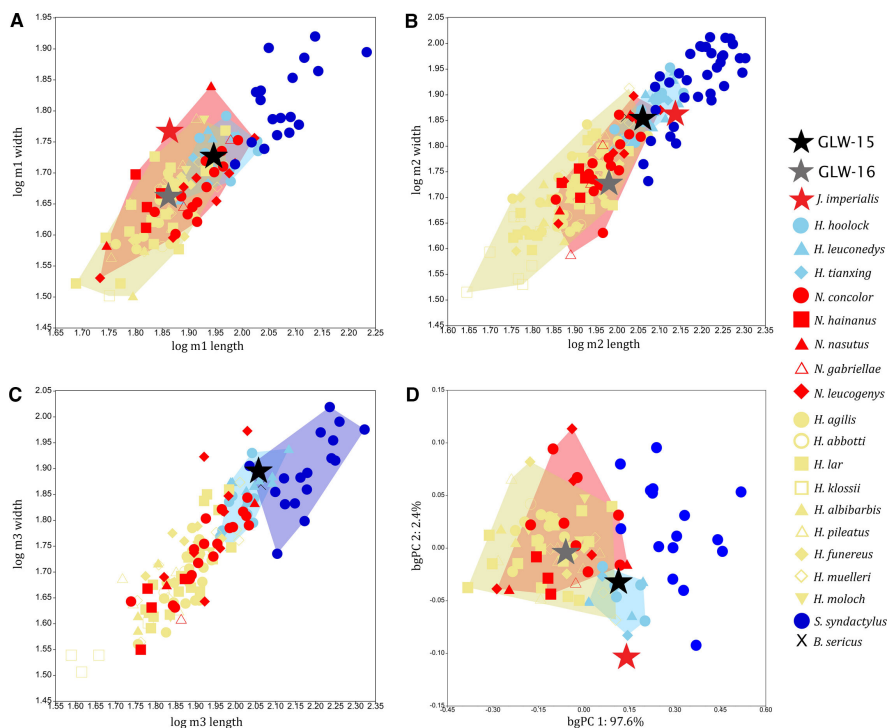 A
1.95
1.90
1.85
1.80
1.75
1.70
1.65
1.60
1.55
1.50
1.45
log m1 width
1.65 1.70 1.75 1.80 1.85 1.90 1.95 2.00 2.05 2.10 2.15 2.20 2.25
log m1 length
B
2.05
2.00
1.95
1.90
1.85
1.80
1.75
1.70
1.65
1.60
1.55
1.50
1.45
log m2 width
1.60 1.65 1.70 1.75 1.80 1.85 1.90 1.95 2.00 2.05 2.10 2.15 2.20 2.25 2.30 2.35
log m2 length
C
2.05
2.00
1.95
1.90
1.85
1.80
1.75
1.70
1.65
1.60
1.55
1.50
1.45
log m3 width
1.55 1.60 1.65 1.70 1.75 1.80 1.85 1.90 1.95 2.00 2.05 2.10 2.15 2.20 2.25 2.30 2.35
log m3 length
D
0.15
0.10
0.05
0.00
-0.05
-0.10
-0.15
bgPC 2: 2.4%
-0.45 -0.30 -0.15 0.00 0.15 0.30 0.45 0.60
bgPC 1: 97.6%
GLW-15
GLW-16
J. imperialis
H. hoolock
H. leuconedys
H. tianxing
N. concolor
N. hainanus
N. nasutus
N. gabriellae
N. leucogenys
H. agilis
H. abbotti
H. lar
H. klossii
H. albibarbis
H. pileatus
H. funereus
H. muelleri
H. moloch
S. syndactylus
B. sericus